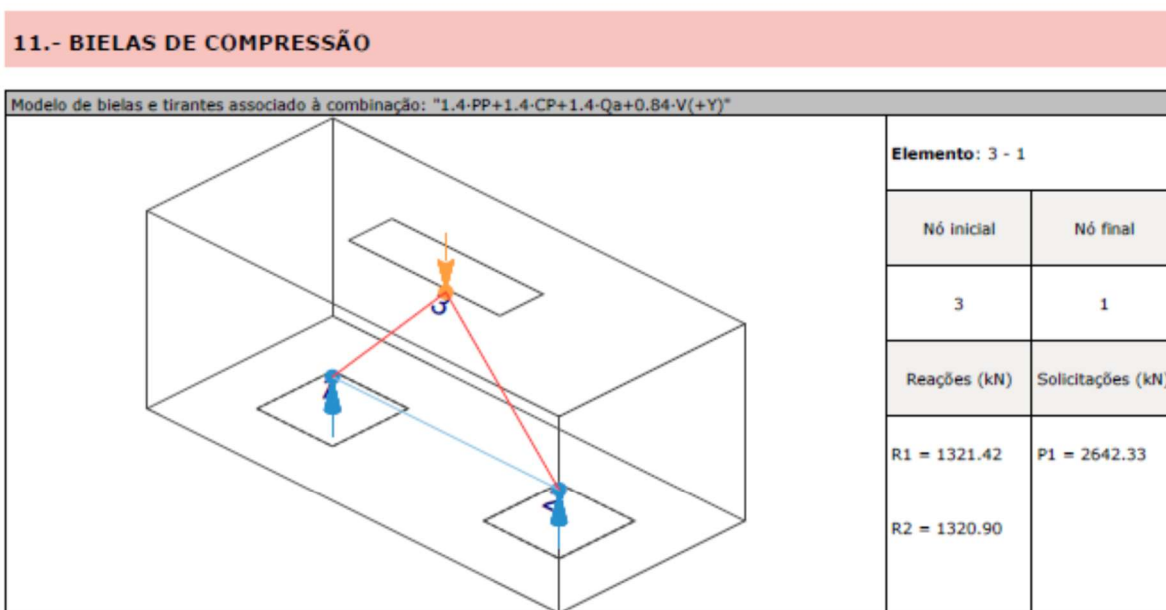 11.- BIELAS DE COMPRESSÃO
Modelo de bielas e tirantes associado à combinação: "1.4·PP+1.4·CP+1.4·Qa+0.84·V(+Y)"
Elemento: 3 - 1
Nó inicial Nó final
3 1
Reações (kN) Solicitações (kN)
R1 = 1321.42 P1 = 2642.33
R2 = 1320.90
3